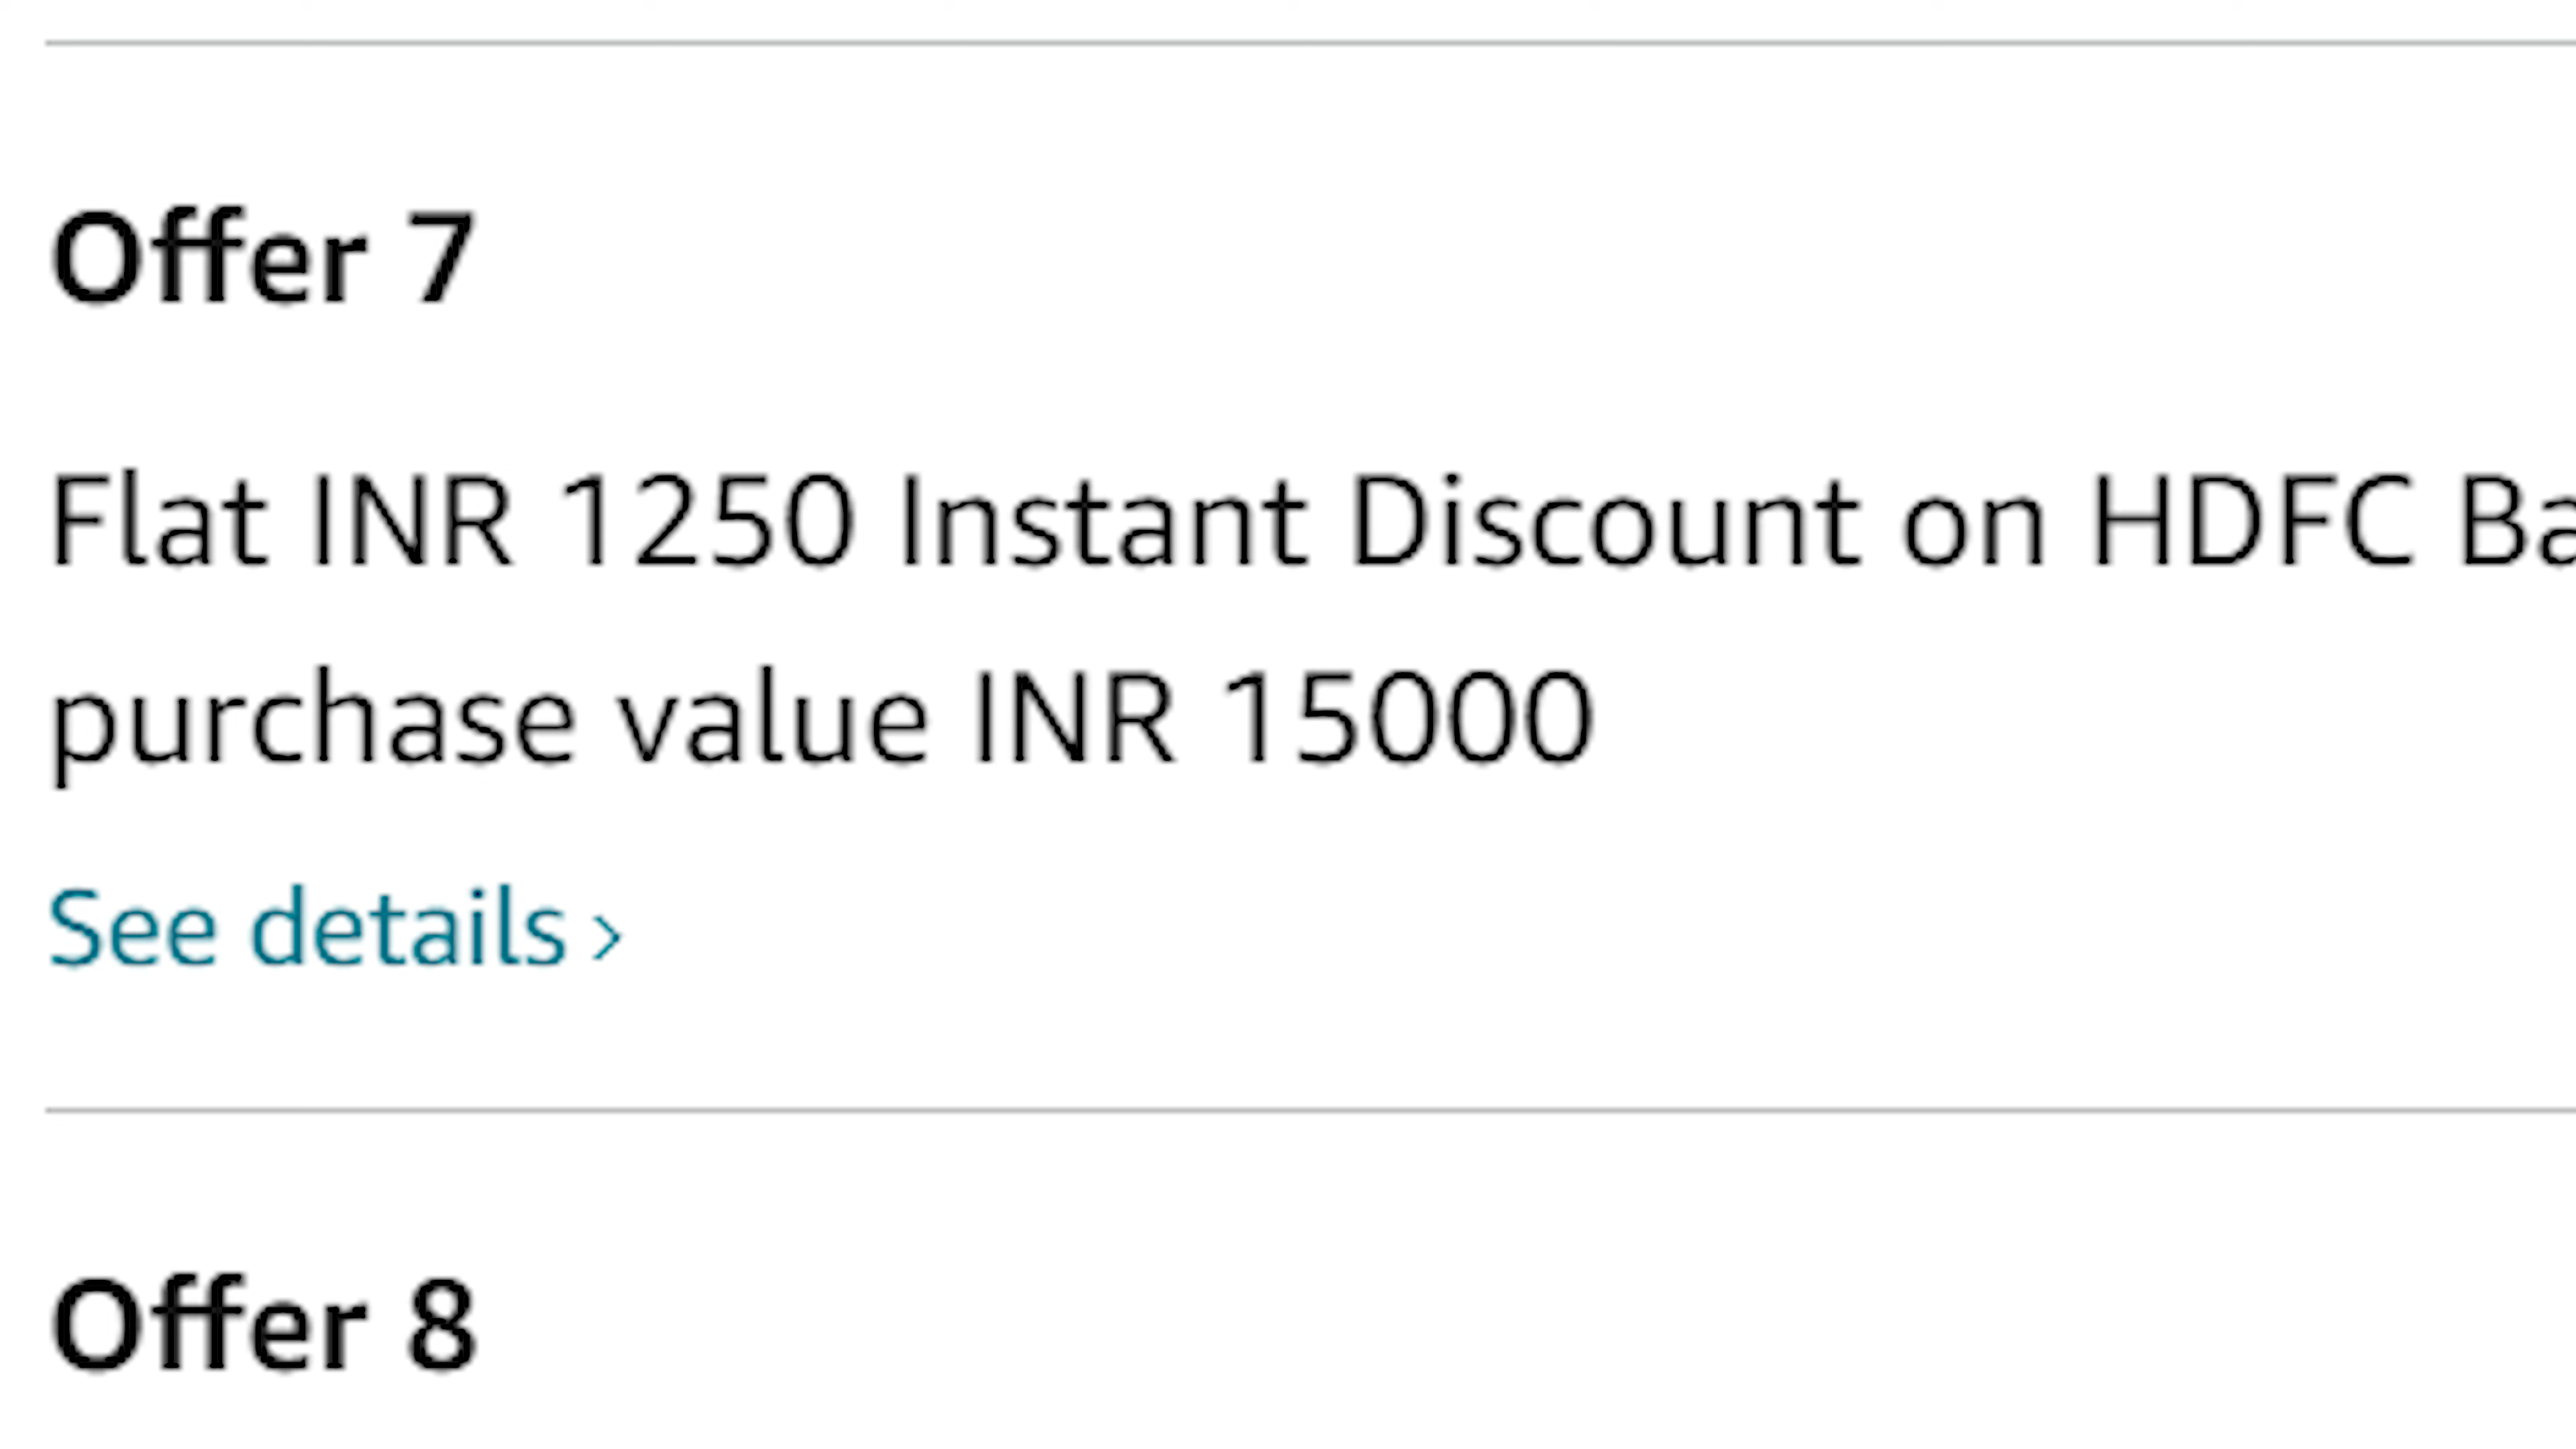 Offer 7
Flat INR 1250 Instant Discount on HDFC
purchase value INR 15000
See details ›
Offer 8